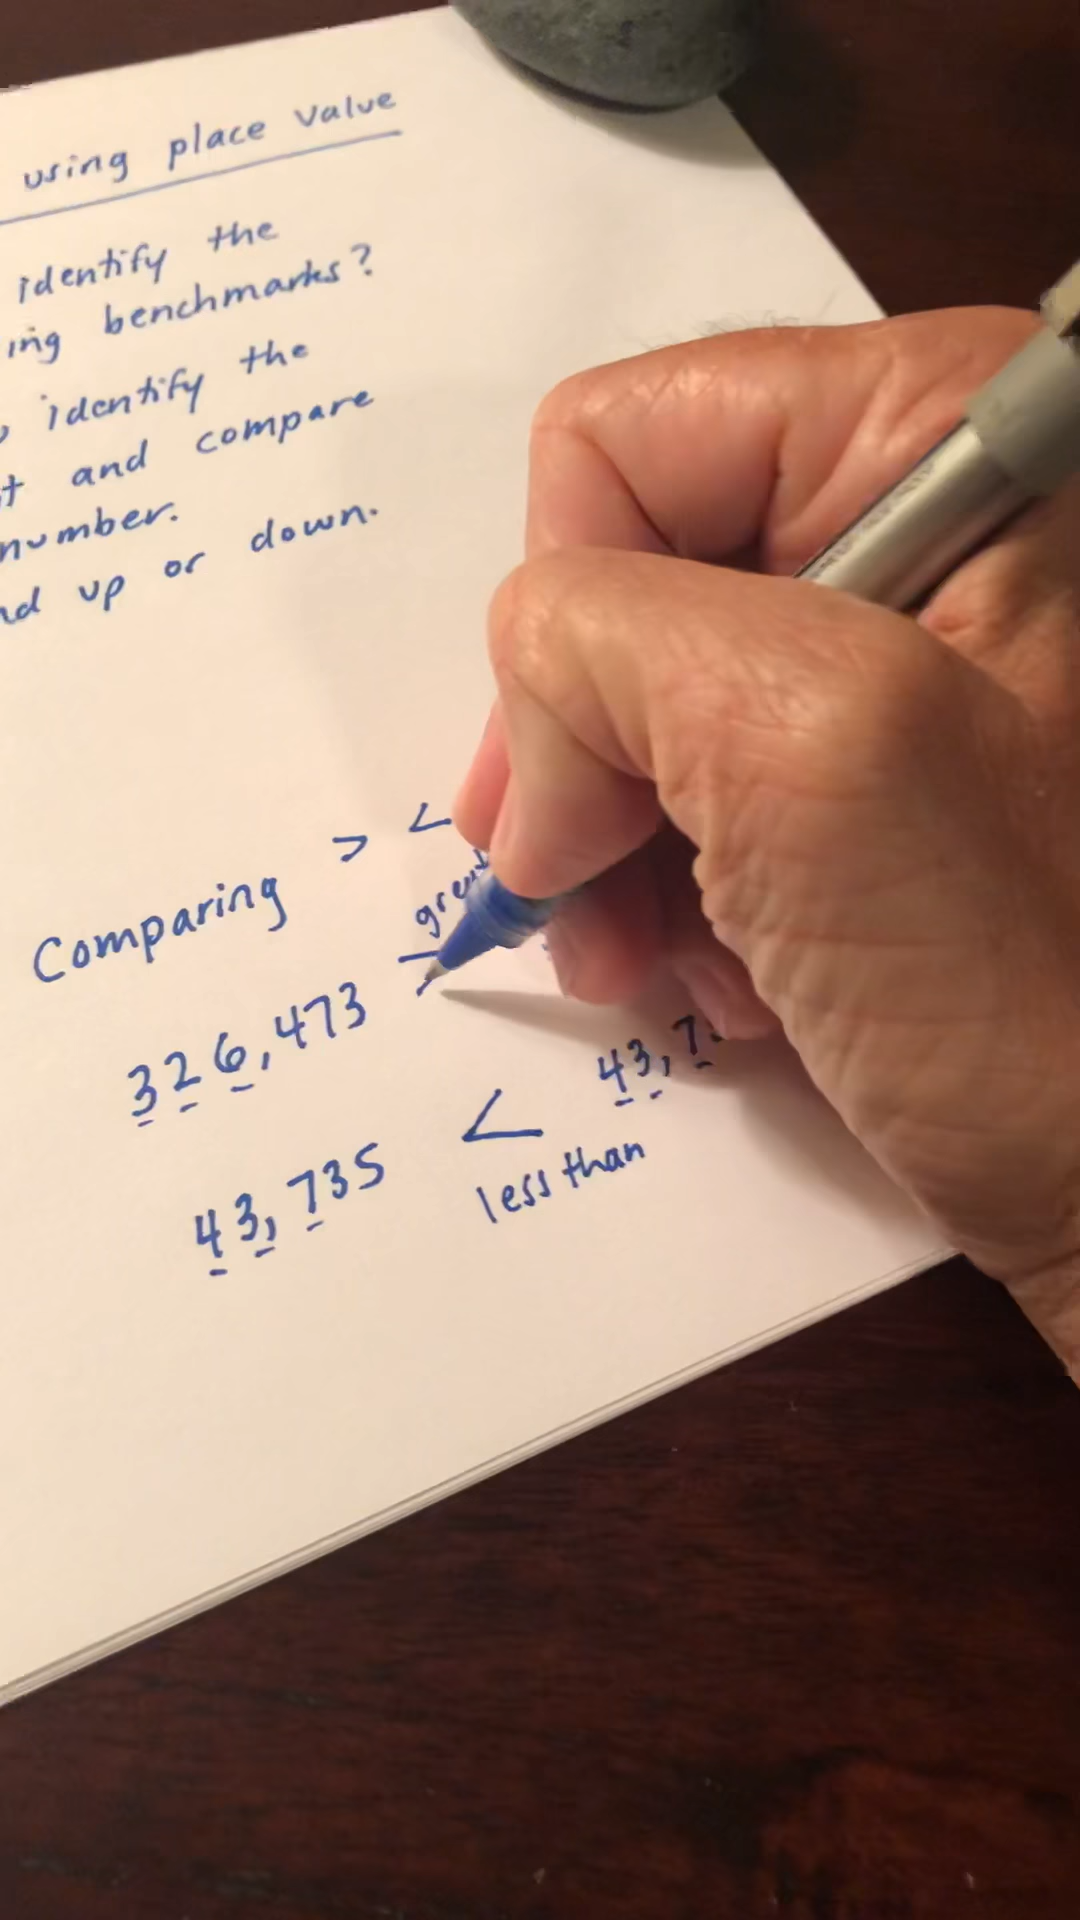 using place value
identify the
ing benchmarks?
identify the
and compare
number.
up or down.
Comparing > <
326,473
43,735 < 43,7
less than